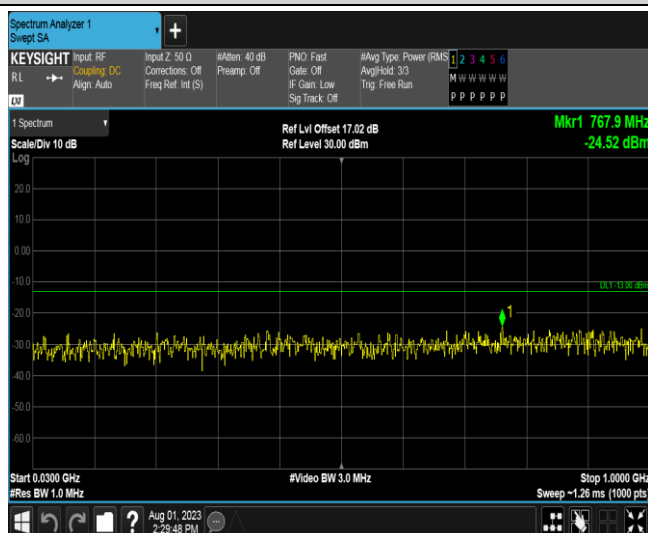 Spectrum Analyzer 1
Swept SA
+
KEYSIGHT
RL
LXI
Input: RF
Coupling: DC
Align: Auto
Input Z: 50 Ω
Corrections: Off
Freq Ref: Int (S)
#Atten: 40 dB
Preamp: Off
PNO: Fast
Gate: Off
IF Gain: Low
Sig Track: Off
#Avg Type: Power (RMS
Avg|Hold: 3/3
Trig: Free Run
1 2 3 4 5 6
M W W W W W
P P P P P P
1 Spectrum
Scale/Div 10 dB
Ref Lvl Offset 17.02 dB
Ref Level 30.00 dBm
Mkr1 767.9 MHz
-24.52 dBm
Log
20.0
10.0
0.00
-10.0
-20.0
-30.0
-40.0
-50.0
-60.0
DL1 -13.00 dBm
1
Start 0.0300 GHz
#Res BW 1.0 MHz
#Video BW 3.0 MHz
Stop 1.0000 GHz
Sweep ~1.26 ms (1000 pts)
?
Aug 01, 2023
2:29:48 PM